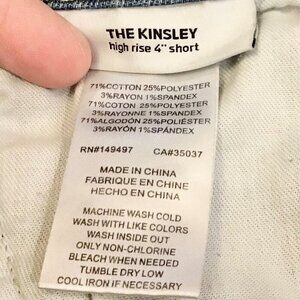 THE KINSLEY
high rise 4" short
71%COTTON 25%POLYESTER
3%RAYON 1%SPANDEX
71%COTON 25%POLYESTER
3%RAYONNE 1%SPANDEX
71%ALGODÓN 25%POLIÉSTER
3%RAYÓN 1%SPÁNDEX
RN#149497 CA#35037
MADE IN CHINA
FABRIQUE EN CHINE
HECHO EN CHINA
MACHINE WASH COLD
WASH WITH LIKE COLORS
WASH INSIDE OUT
ONLY NON-CHLORINE
BLEACH WHEN NEEDED
TUMBLE DRY LOW
COOL IRON IF NECESSARY